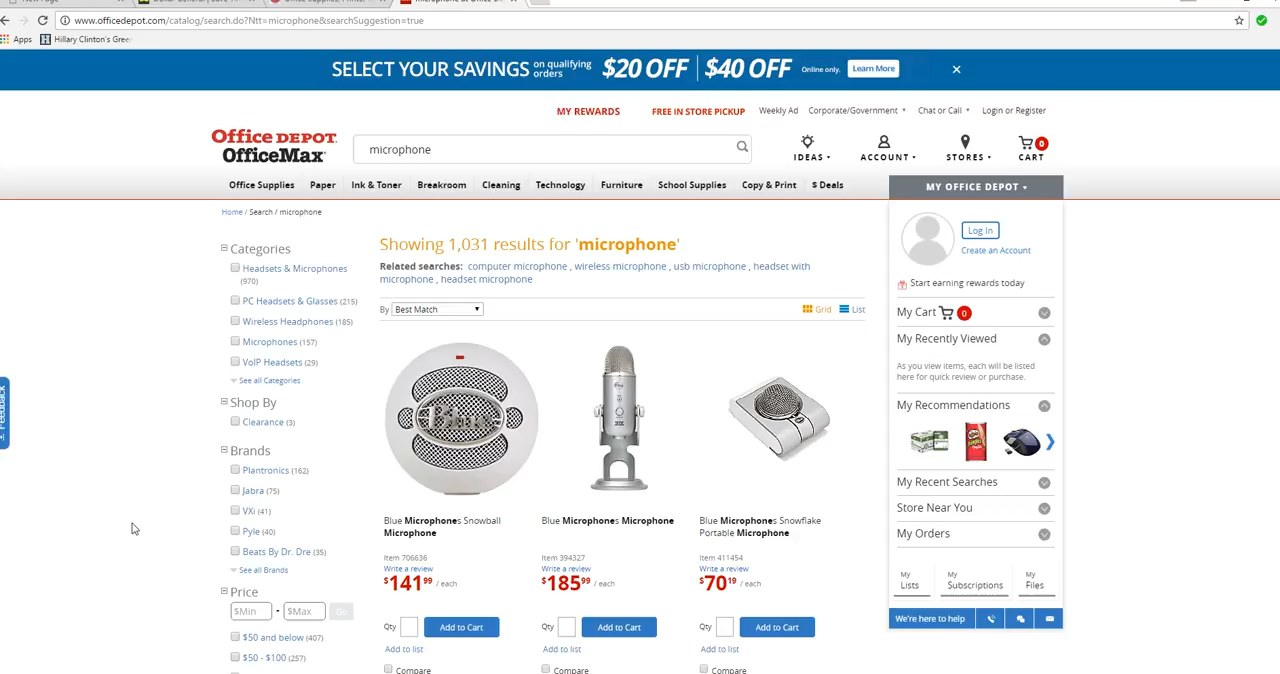 New Page
www.officedepot.com/catalog/search.do?Ntt=microphone&searchSuggestion=true
Apps Hillary Clinton's Gree
SELECT YOUR SAVINGS on qualifying orders $20 OFF $40 OFF Online only. Learn More
MY REWARDS FREE IN STORE PICKUP Weekly Ad Corporate/Government Chat or Call Login or Register
Office DEPOT.
OfficeMax
microphone
IDEAS ACCOUNT STORES CART 0
Office Supplies Paper Ink & Toner Breakroom Cleaning Technology Furniture School Supplies Copy & Print $ Deals
MY OFFICE DEPOT
Home / Search / microphone
Categories
Headsets & Microphones
(970)
PC Headsets & Glasses (215)
Wireless Headphones (185)
Microphones (157)
VoIP Headsets (29)
See all Categories
Shop By
Clearance (3)
Brands
Plantronics (162)
Jabra (75)
VXi (41)
Pyle (40)
Beats By Dr. Dre (35)
See all Brands
Price
$Min - $Max Go
$50 and below (407)
$50 - $100 (257)
Feedback
Showing 1,031 results for 'microphone'
Related searches: computer microphone , wireless microphone , usb microphone , headset with
microphone , headset microphone
By Best Match
Grid List
Blue Microphones Snowball
Microphone
Item 706636
Write a review
$141 99 / each
Qty Add to Cart
Add to list
Compare
Blue Microphones Microphone
Item 394327
Write a review
$185 99 / each
Qty Add to Cart
Add to list
Compare
Blue Microphones Snowflake
Portable Microphone
Item 411454
Write a review
$70 19 / each
Qty Add to Cart
Add to list
Compare
Log In
Create an Account
Start earning rewards today
My Cart 0
My Recently Viewed
As you view items, each will be listed
here for quick review or purchase.
My Recommendations
My Recent Searches
Store Near You
My Orders
My Lists
My Subscriptions
My Files
We're here to help